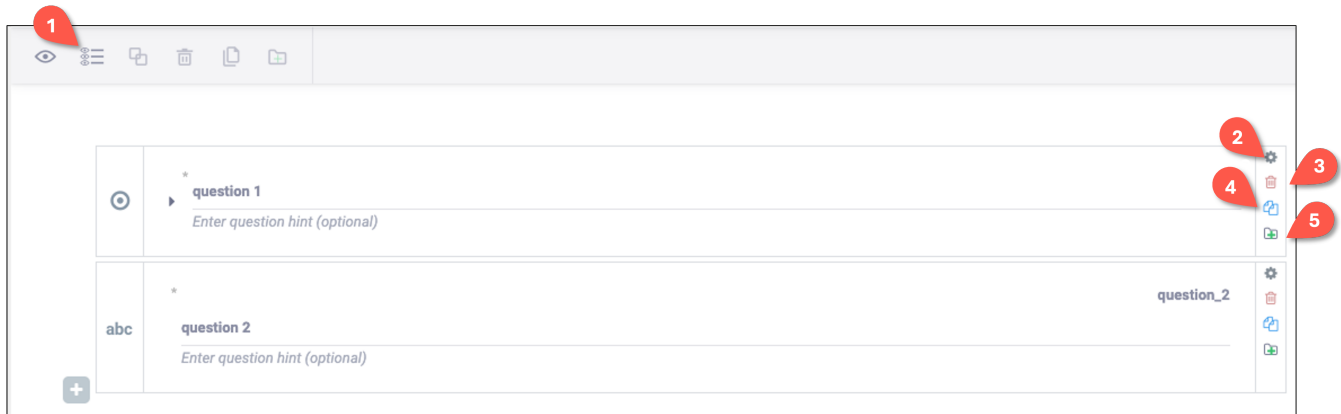 1
2
3
4
5
*
question 1
Enter question hint (optional)
*
question_2
abc
question 2
Enter question hint (optional)